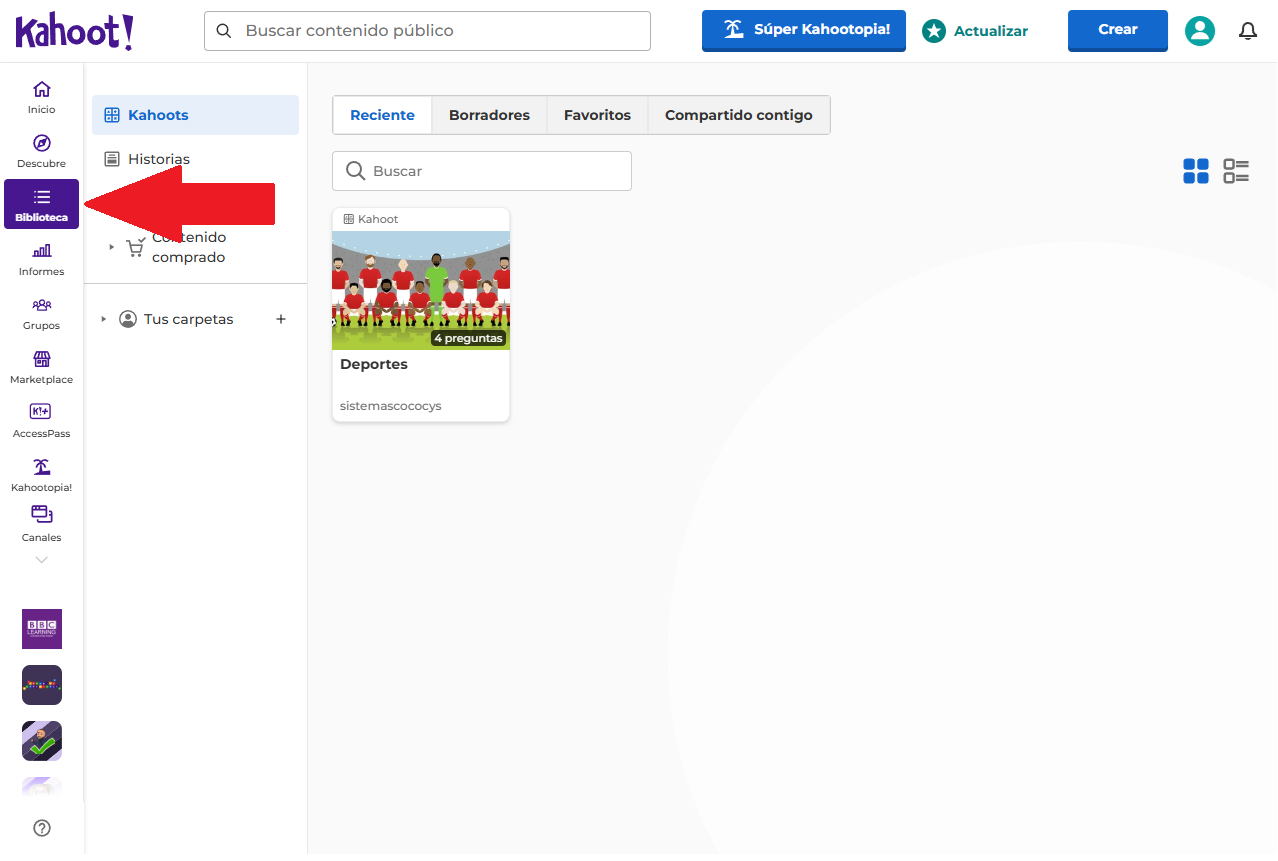 Kahoot!
Buscar contenido público
Súper Kahootopia!
Actualizar
Crear
Inicio
Descubre
Biblioteca
Informes
Grupos
Marketplace
K!+
AccessPass
Kahootopia!
Canales
BBC
LEARNING
Kahoots
Historias
Contenido
comprado
Tus carpetas
+
Reciente
Borradores
Favoritos
Compartido contigo
Buscar
Kahoot
4 preguntas
Deportes
sistemascococys